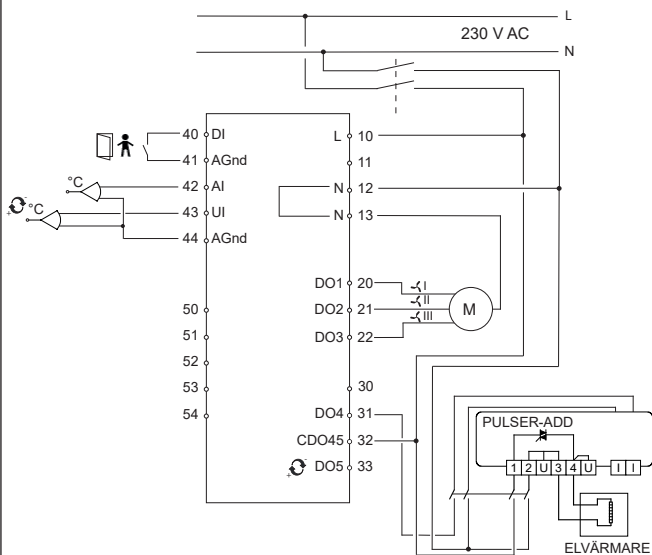 L
230 V AC
N
40 DI
L 10
41 AGnd
11
°C
42 AI
N 12
°C
43 UI
N 13
44 AGnd
DO1 20 I
DO2 21 II
M
DO3 22 III
50
51
52
53
54
30
DO4 31
CDO45 32
DO5 33
PULSER-ADD
1 2 U 3 4 U I I
ELVÄRMARE